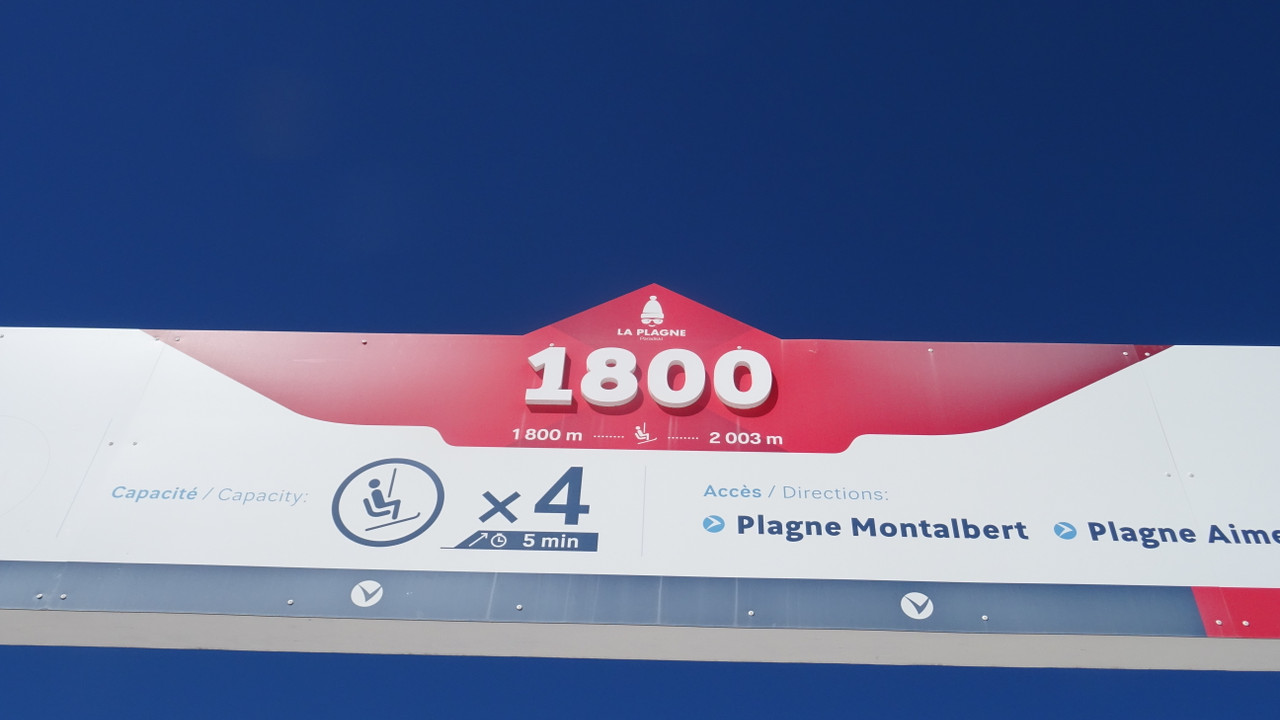 LA PLAGNE
1800
1 800 m ........ ........ 2 003 m
Capacité / Capacity:
x 4
5 min
Accès / Directions:
Plagne Montalbert
Plagne Aime